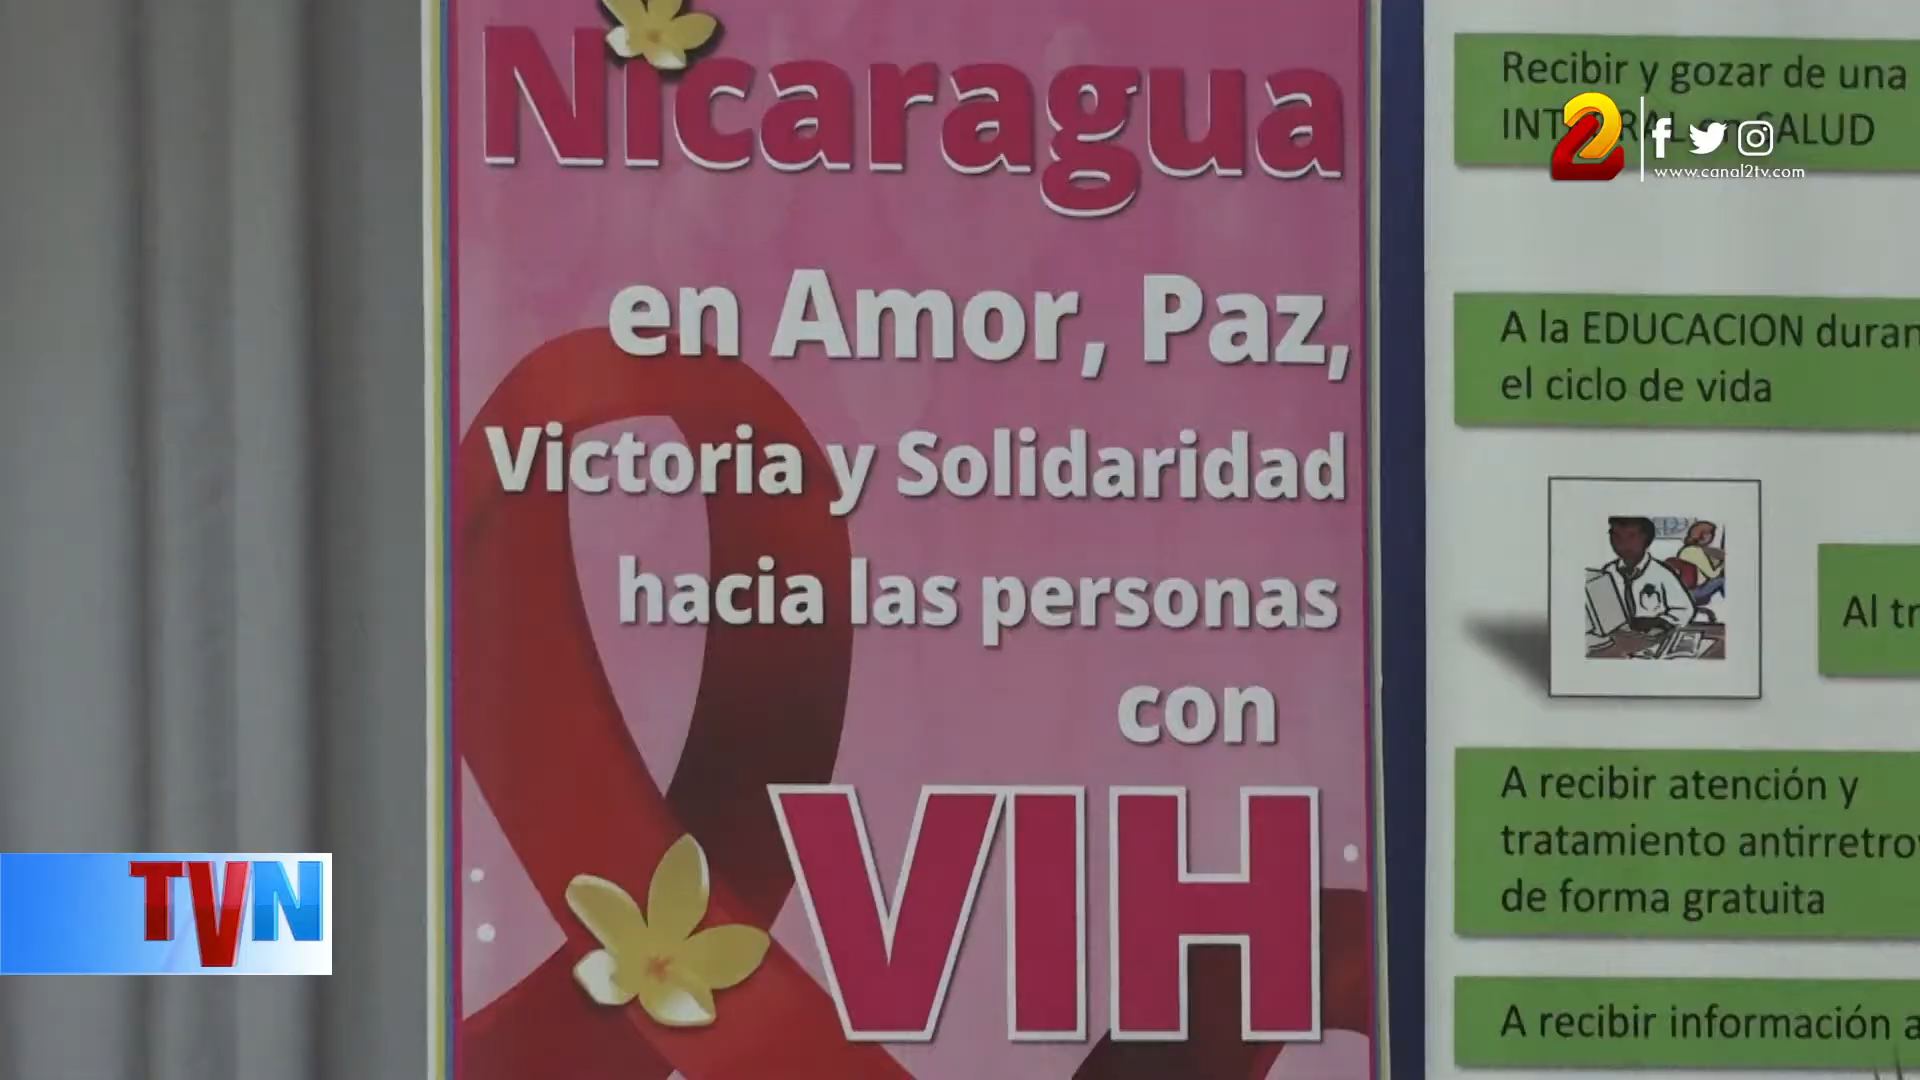 Nicaragua
en Amor, Paz,
Victoria y Solidaridad
hacia las personas
con
VIH
Recibir y gozar de una
SALUD
2
www.canal2tv.com
A la EDUCACION duran
el ciclo de vida
Al tr
A recibir atención y
tratamiento antirretro
de forma gratuita
A recibir información a
TVN